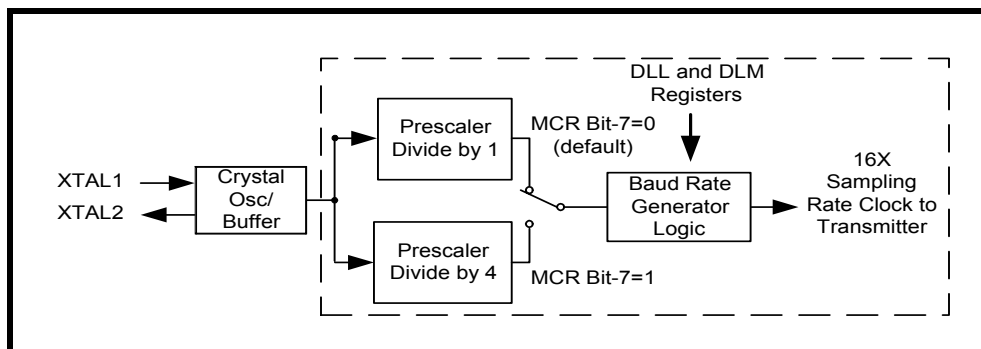 XTAL1
XTAL2
Crystal
Osc/
Buffer
Prescaler
Divide by 1
Prescaler
Divide by 4
MCR Bit-7=0
(default)
MCR Bit-7=1
DLL and DLM
Registers
Baud Rate
Generator
Logic
16X
Sampling
Rate Clock to
Transmitter